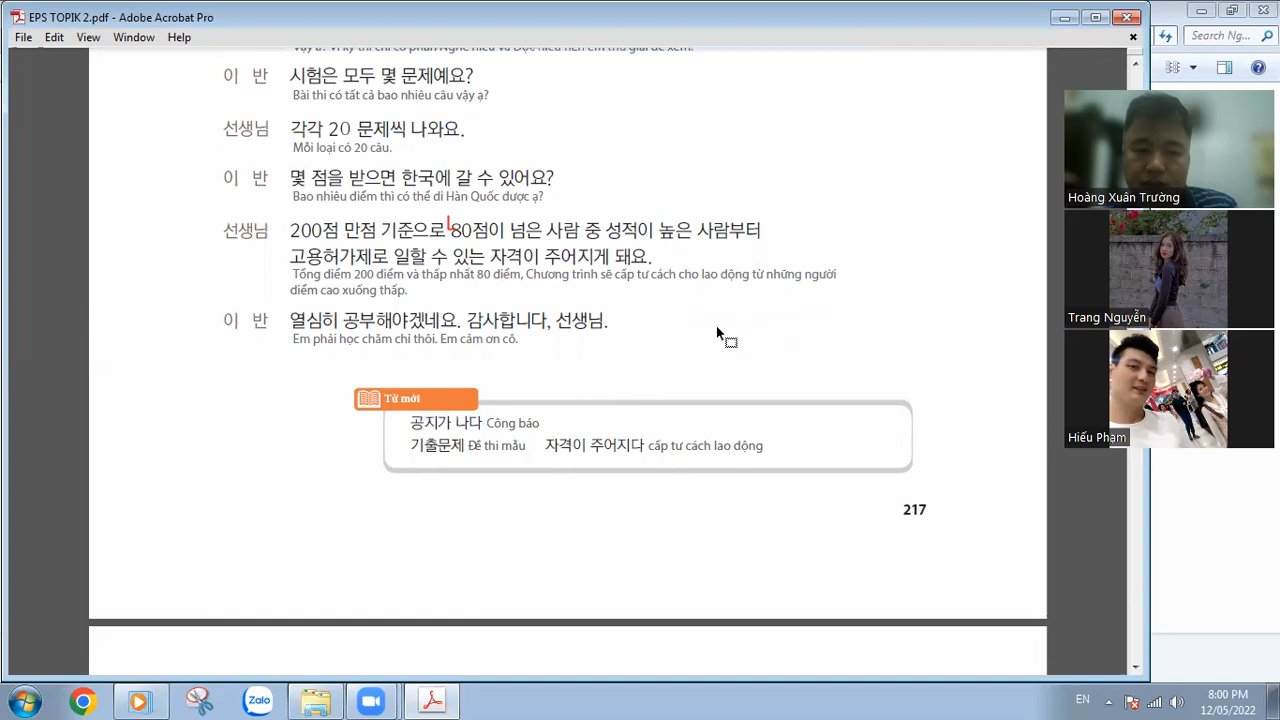 EPS TOPIK 2.pdf - Adobe Acrobat Pro
File Edit View Window Help
Search Ng...
이 반 시험은 모두 몇 문제예요?
Bài thi có tất cả bao nhiêu câu vậy ạ?
선생님 각각 20 문제씩 나와요.
Mỗi loại có 20 câu.
이 반 몇 점을 받으면 한국에 갈 수 있어요?
Bao nhiêu điểm thì có thể đi Hàn Quốc được ạ?
선생님 200점 만점 기준으로 80점이 넘은 사람 중 성적이 높은 사람부터
고용허가제로 일할 수 있는 자격이 주어지게 돼요.
Tổng điểm 200 điểm và thấp nhất 80 điểm, Chương trình sẽ cấp tư cách cho lao động từ những người
điểm cao xuống thấp.
이 반 열심히 공부해야겠네요. 감사합니다, 선생님.
Em phải học chăm chỉ thôi. Em cảm ơn cô.
Từ mới
공지가 나다 Công báo
기출문제 Đề thi mẫu 자격이 주어지다 cấp tư cách lao động
217
Hoàng Xuân Trường
Trang Nguyễn
Hiếu Phạm
Zalo
EN
8:00 PM
12/05/2022